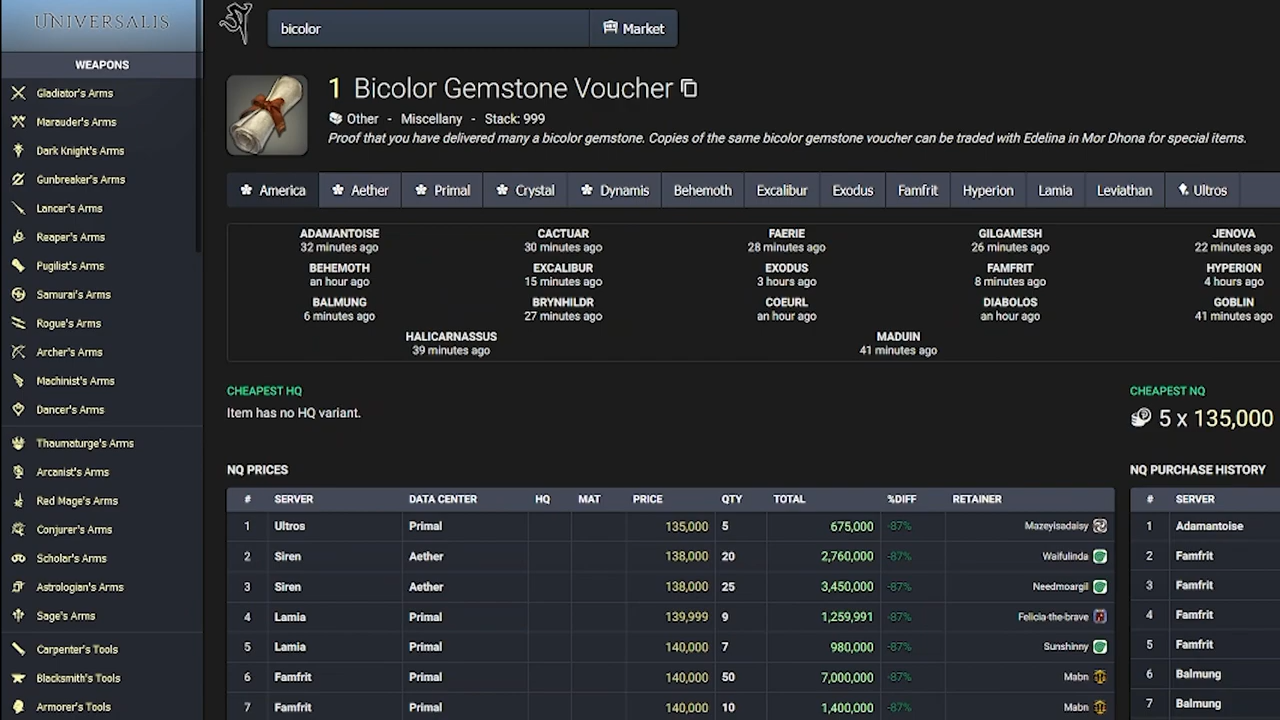 UNIVERSALIS
bicolor
Market
WEAPONS
Gladiator's Arms
Marauder's Arms
Dark Knight's Arms
Gunbreaker's Arms
Lancer's Arms
Reaper's Arms
Pugilist's Arms
Samurai's Arms
Rogue's Arms
Archer's Arms
Machinist's Arms
Dancer's Arms
Thaumaturge's Arms
Arcanist's Arms
Red Mage's Arms
Conjurer's Arms
Scholar's Arms
Astrologian's Arms
Sage's Arms
Carpenter's Tools
Blacksmith's Tools
Armorer's Tools
1 Bicolor Gemstone Voucher
Other - Miscellany - Stack: 999
Proof that you have delivered many a bicolor gemstone. Copies of the same bicolor gemstone voucher can be traded with Edelina in Mor Dhona for special items.
America Aether Primal Crystal Dynamis Behemoth Excalibur Exodus Famfrit Hyperion Lamia Leviathan Ultros
ADAMANTOISE CACTUAR FAERIE GILGAMESH JENOVA
32 minutes ago 30 minutes ago 28 minutes ago 26 minutes ago 22 minutes ago
BEHEMOTH EXCALIBUR EXODUS FAMFRIT HYPERION
an hour ago 15 minutes ago 3 hours ago 8 minutes ago 4 hours ago
BALMUNG BRYNHILDR COEURL DIABOLOS GOBLIN
6 minutes ago 27 minutes ago an hour ago an hour ago 41 minutes ago
HALICARNASSUS MADUIN
39 minutes ago 41 minutes ago
CHEAPEST HQ
Item has no HQ variant.
CHEAPEST NQ
5 x 135,000
NQ PRICES
# SERVER DATA CENTER HQ MAT PRICE QTY TOTAL %DIFF RETAINER
1 Ultros Primal 135,000 5 675,000 -87% Mazeyisadaisy
2 Siren Aether 138,000 20 2,760,000 -87% Waifulinda
3 Siren Aether 138,000 25 3,450,000 -87% Needmoargil
4 Lamia Primal 139,999 9 1,259,991 -87% Felicia-the-brave
5 Lamia Primal 140,000 7 980,000 -87% Sunshinny
6 Famfrit Primal 140,000 50 7,000,000 -87% Mabn
7 Famfrit Primal 140,000 10 1,400,000 -87% Mabn
NQ PURCHASE HISTORY
# SERVER
1 Adamantoise
2 Famfrit
3 Famfrit
4 Famfrit
5 Famfrit
6 Balmung
7 Balmung